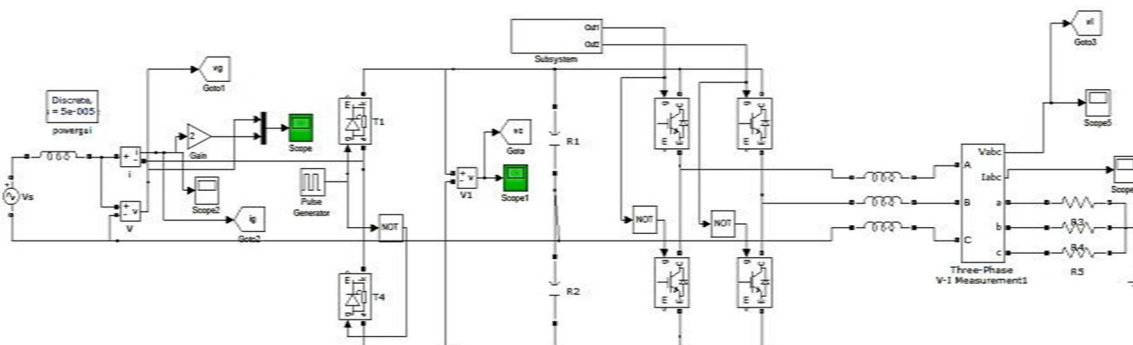 Out1
Out2
Subsystem
vg
Goto1
Discrete,
s = 5e-005
powergui
2
Gain
Scope
T1
Pulse
Generator
i
Scope2
ig
Goto2
v
V
Vs
NOT
T4
R1
Goto
v
V1
Scope1
R2
NOT
NOT
Goto3
Scope5
A
B
C
Vabc
Iabc
a
b
c
Three-Phase
V-I Measurement1
Scope
R3
R4
R5